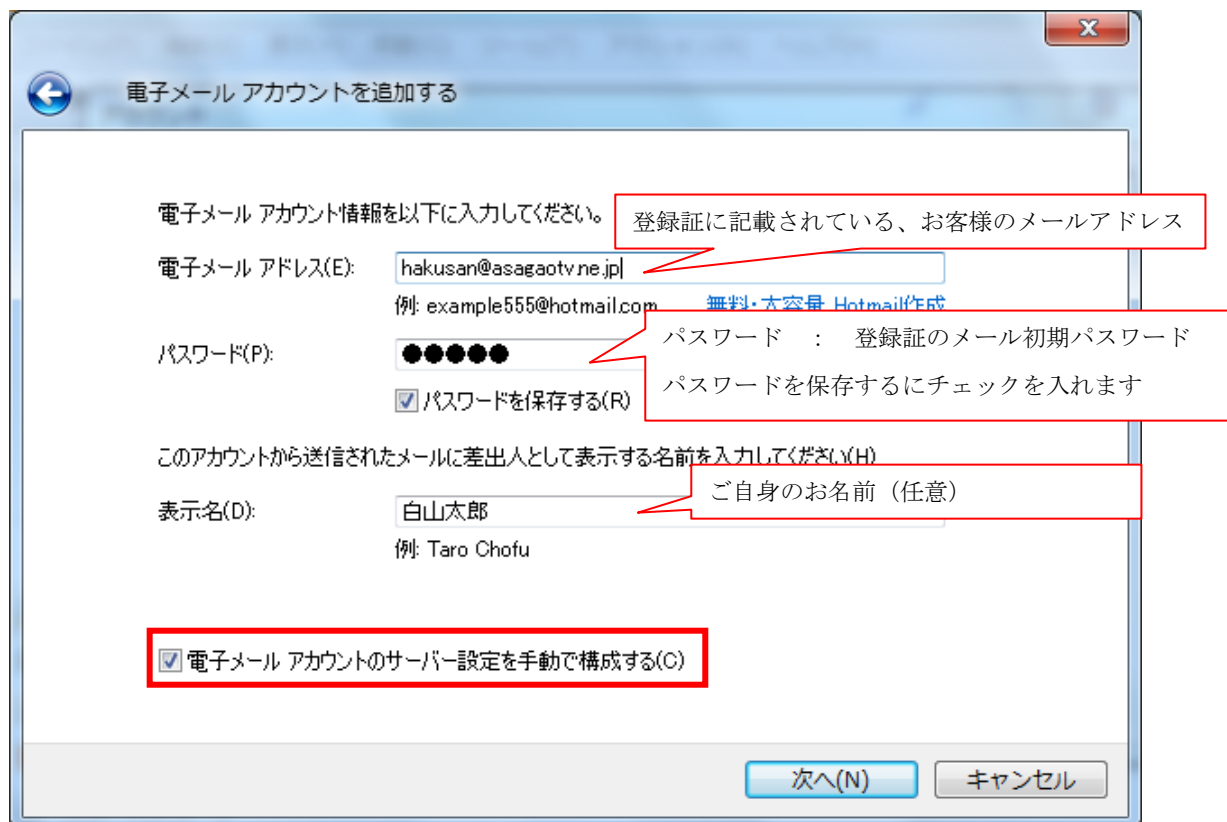 電子メール アカウントを追加する
電子メール アカウント情報を以下に入力してください。
登録証に記載されている、お客様のメールアドレス
電子メール アドレス(E):
hakusan@asagaotv.ne.jp
例: example555@hotmail.com
無料・大容量 Hotmail作成
パスワード : 登録証のメール初期パスワード
パスワードを保存するにチェックを入れます
パスワード(P):
●●●●●
パスワードを保存する(R)
このアカウントから送信されたメールに差出人として表示する名前を入力してください(H)
ご自身のお名前（任意）
表示名(D):
白山太郎
例: Taro Chofu
電子メール アカウントのサーバー設定を手動で構成する(C)
次へ(N)
キャンセル